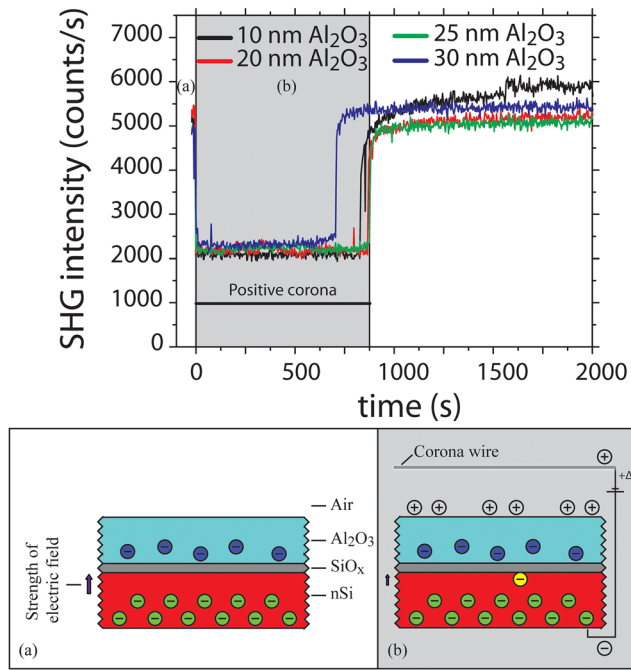 10 nm Al₂O₃
25 nm Al₂O₃
20 nm Al₂O₃
30 nm Al₂O₃
(a)
(b)
SHG intensity (counts/s)
7000
6000
5000
4000
3000
2000
1000
0
Positive corona
0
500
1000
1500
2000
time (s)
Strength of
electric field
Air
Al₂O₃
SiOₓ
nSi
(a)
Corona wire
+
+Δ
+ + + + + +
− − − −
−
− − − − −
− − − − − −
− − − −
−
− − − − −
− − − − − −
−
(b)